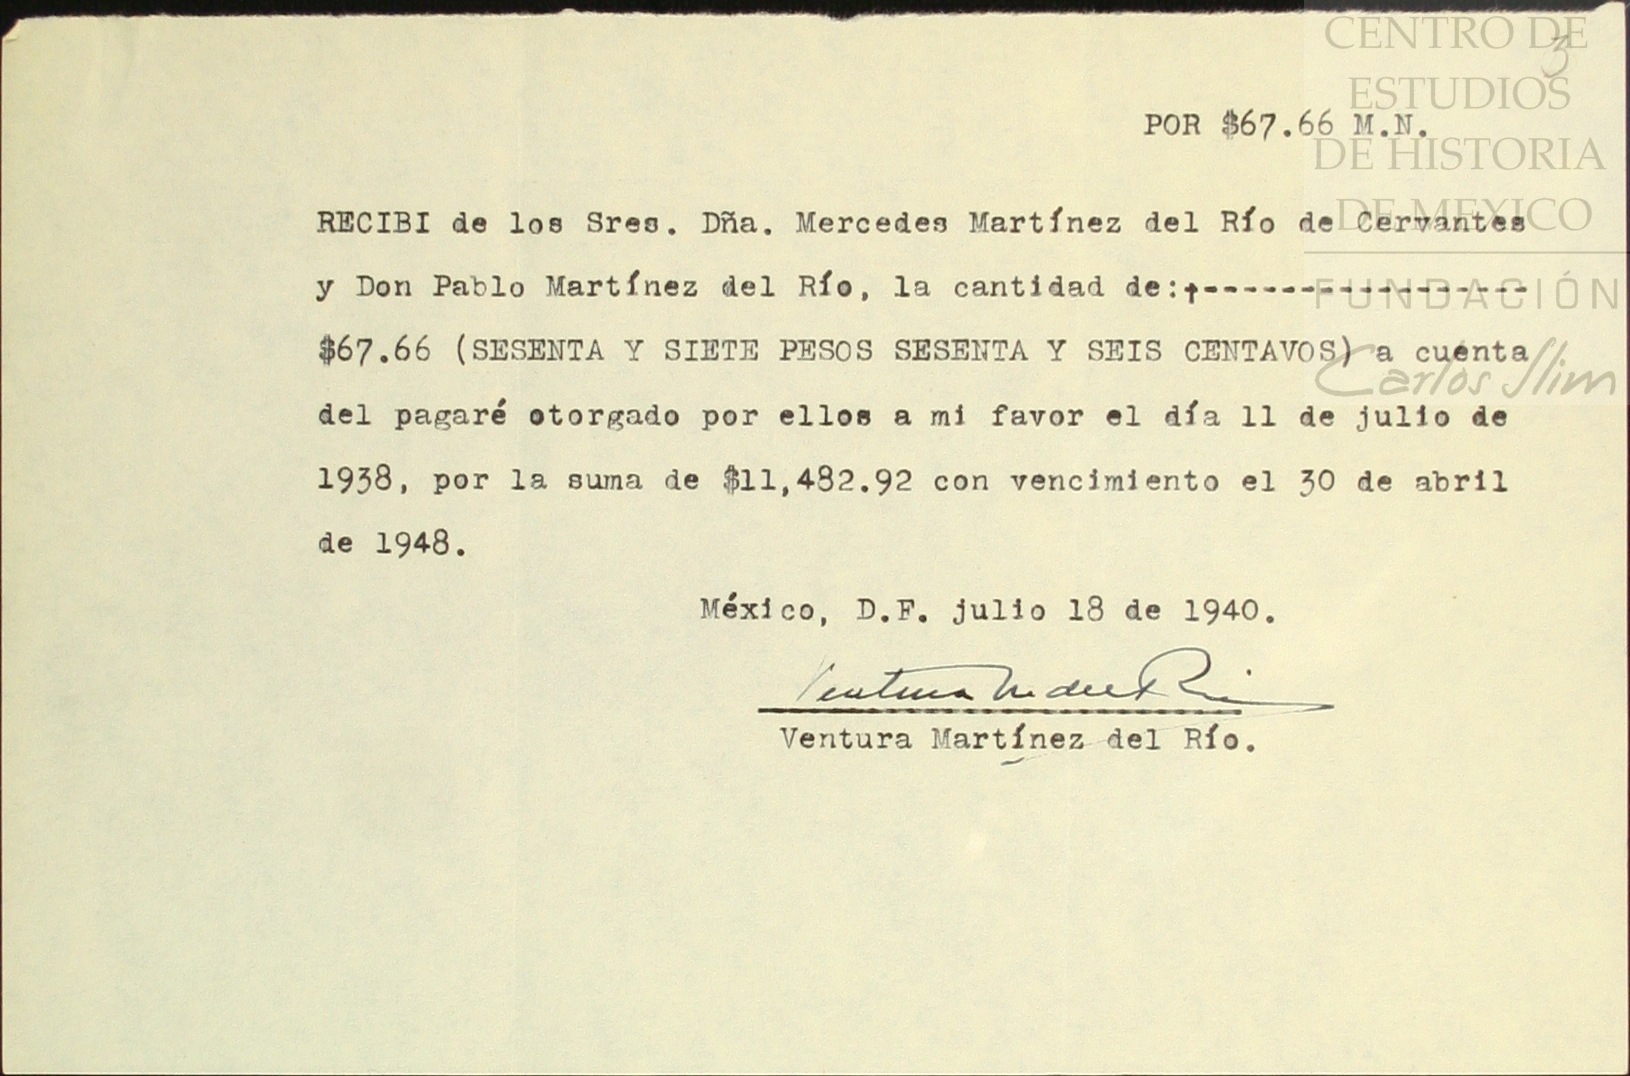 CENTRO DE
3
ESTUDIOS
POR $67.66 M.N.
DE HISTORIA
RECIBI de los Sres. Dña. Mercedes Martínez del Río de Cervantes
DE MÉXICO
y Don Pablo Martínez del Río, la cantidad de:-----------------
FUNDACIÓN
$67.66 (SESENTA Y SIETE PESOS SESENTA Y SEIS CENTAVOS) a cuenta
Carlos Slim
del pagaré otorgado por ellos a mi favor el día 11 de julio de
1938, por la suma de $11,482.92 con vencimiento el 30 de abril
de 1948.
México, D.F. julio 18 de 1940.
Ventura M del Río
Ventura Martínez del Río.